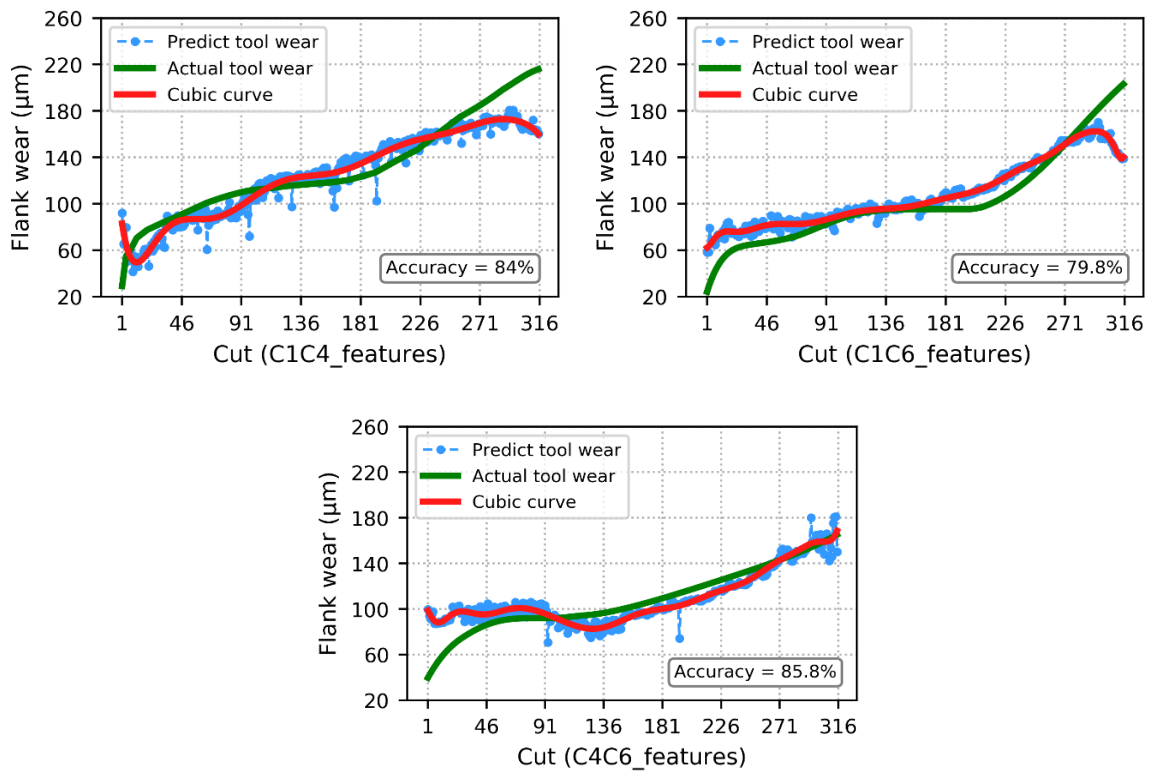 260
220
180
140
100
60
20
Flank wear (μm)
Predict tool wear
Actual tool wear
Cubic curve
Accuracy = 84%
1 46 91 136 181 226 271 316
Cut (C1C4_features)
260
220
180
140
100
60
20
Flank wear (μm)
Predict tool wear
Actual tool wear
Cubic curve
Accuracy = 79.8%
1 46 91 136 181 226 271 316
Cut (C1C6_features)
260
220
180
140
100
60
20
Flank wear (μm)
Predict tool wear
Actual tool wear
Cubic curve
Accuracy = 85.8%
1 46 91 136 181 226 271 316
Cut (C4C6_features)